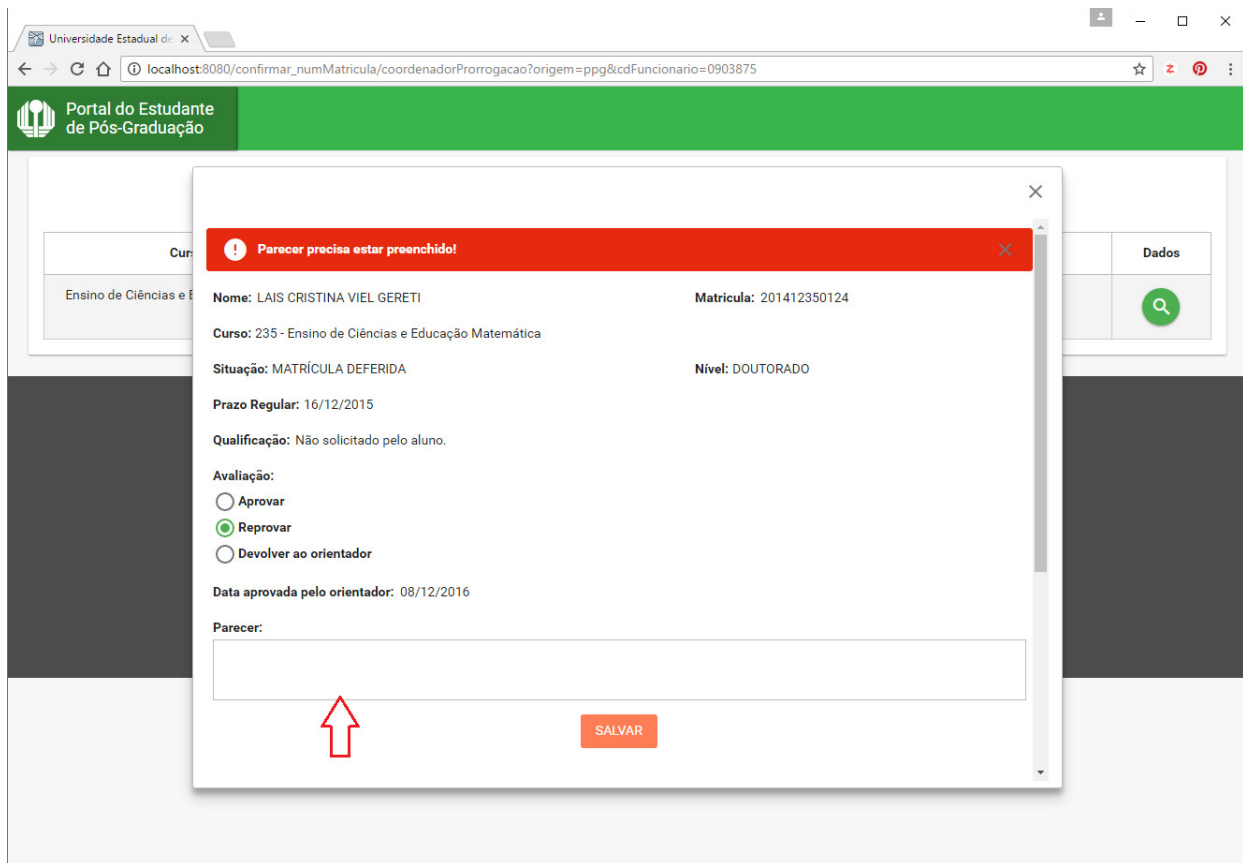 Universidade Estadual de
localhost:8080/confirmar_numMatricula/coordenadorProrrogacao?origem=ppg&cdFuncionario=0903875
Portal do Estudante
de Pós-Graduação
Curs
Dados
Ensino de Ciências e E
Parecer precisa estar preenchido!
Nome: LAIS CRISTINA VIEL GERETI
Matricula: 201412350124
Curso: 235 - Ensino de Ciências e Educação Matemática
Situação: MATRÍCULA DEFERIDA
Nível: DOUTORADO
Prazo Regular: 16/12/2015
Qualificação: Não solicitado pelo aluno.
Avaliação:
Aprovar
Reprovar
Devolver ao orientador
Data aprovada pelo orientador: 08/12/2016
Parecer:
SALVAR